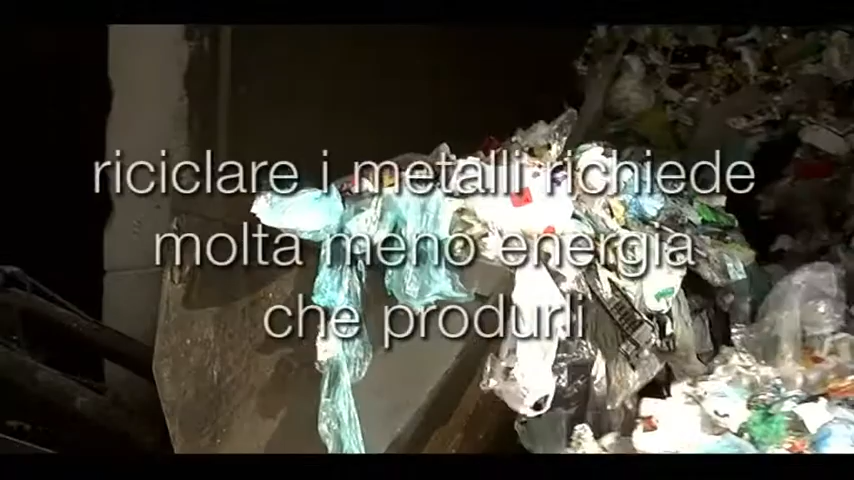 riciclare i metalli richiede
molta meno energia
che produrli